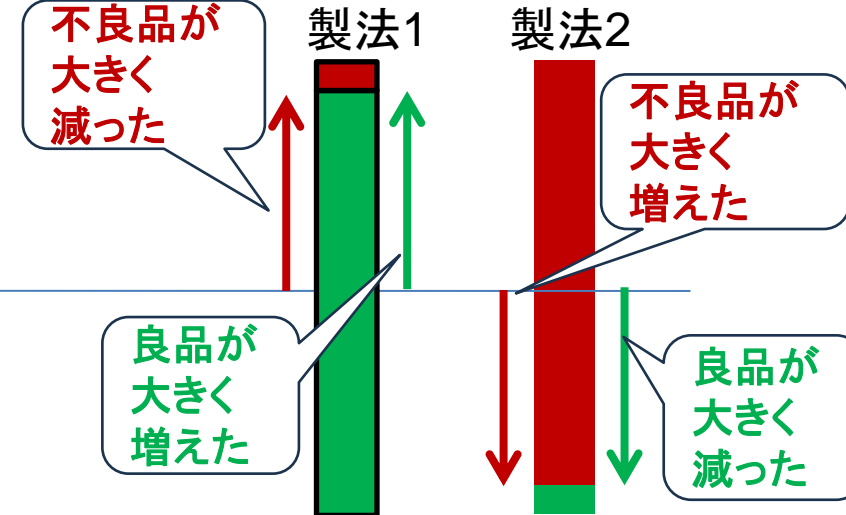 製法1
製法2
不良品が
大きく
減った
不良品が
大きく
増えた
良品が
大きく
増えた
良品が
大きく
減った